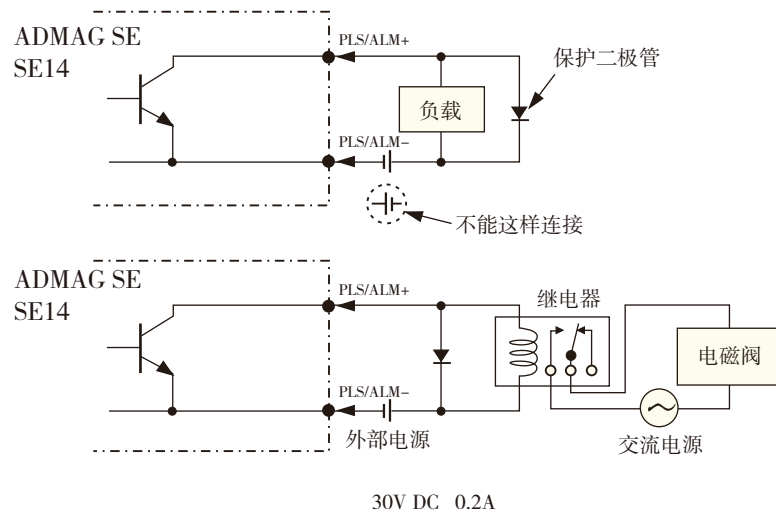 ADMAG SE
SE14
PLS/ALM+
保护二极管
负载
PLS/ALM−
不能这样连接
ADMAG SE
SE14
PLS/ALM+
继电器
电磁阀
PLS/ALM−
外部电源
交流电源
30V DC 0.2A